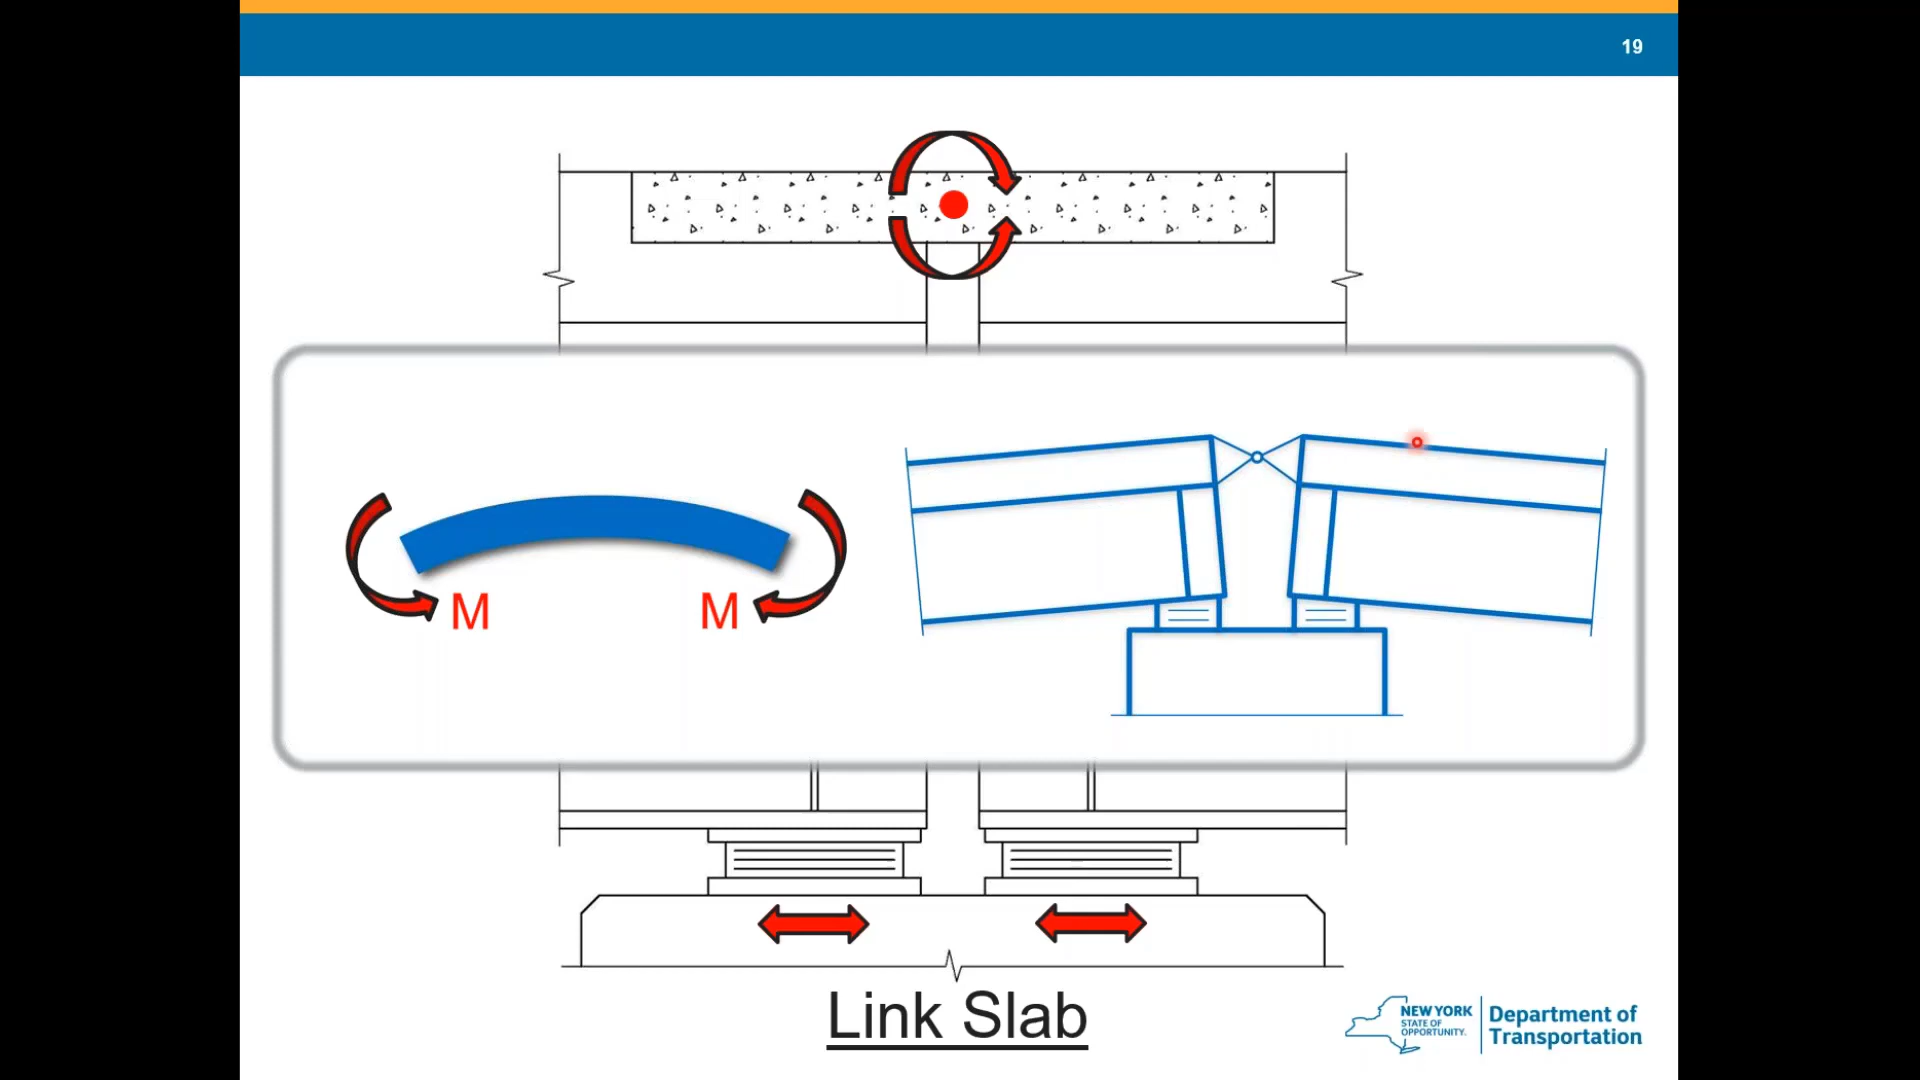 19
M M
Link Slab
NEW YORK
STATE OF
OPPORTUNITY.
Department of
Transportation